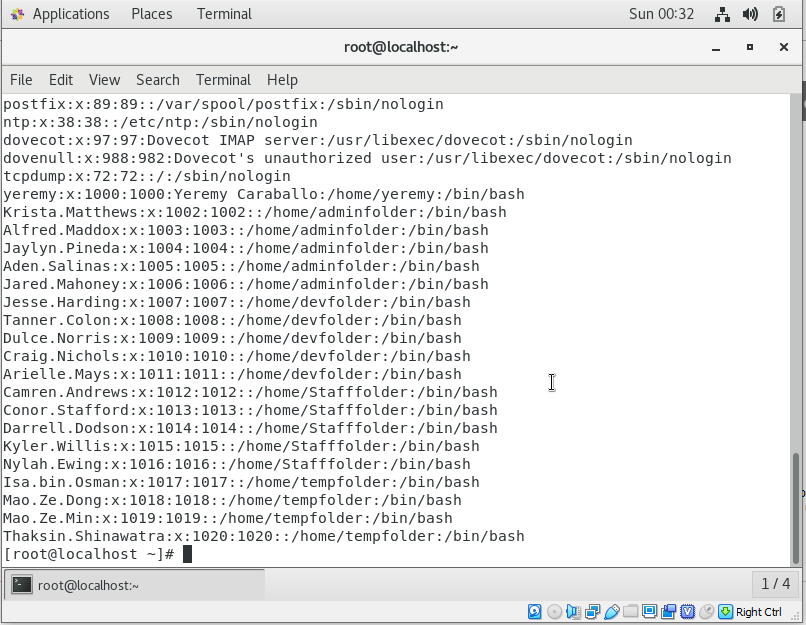 Applications Places Terminal Sun 00:32
root@localhost:~
File Edit View Search Terminal Help
postfix:x:89:89::/var/spool/postfix:/sbin/nologin
ntp:x:38:38::/etc/ntp:/sbin/nologin
dovecot:x:97:97:Dovecot IMAP server:/usr/libexec/dovecot:/sbin/nologin
dovenull:x:988:982:Dovecot's unauthorized user:/usr/libexec/dovecot:/sbin/nologin
tcpdump:x:72:72::/:/sbin/nologin
yeremy:x:1000:1000:Yeremy Caraballo:/home/yeremy:/bin/bash
Krista.Matthews:x:1002:1002::/home/adminfolder:/bin/bash
Alfred.Maddox:x:1003:1003::/home/adminfolder:/bin/bash
Jaylyn.Pineda:x:1004:1004::/home/adminfolder:/bin/bash
Aden.Salinas:x:1005:1005::/home/adminfolder:/bin/bash
Jared.Mahoney:x:1006:1006::/home/adminfolder:/bin/bash
Jesse.Harding:x:1007:1007::/home/devfolder:/bin/bash
Tanner.Colon:x:1008:1008::/home/devfolder:/bin/bash
Dulce.Norris:x:1009:1009::/home/devfolder:/bin/bash
Craig.Nichols:x:1010:1010::/home/devfolder:/bin/bash
Arielle.Mays:x:1011:1011::/home/devfolder:/bin/bash
Camren.Andrews:x:1012:1012::/home/Stafffolder:/bin/bash
Conor.Stafford:x:1013:1013::/home/Stafffolder:/bin/bash
Darrell.Dodson:x:1014:1014::/home/Stafffolder:/bin/bash
Kyler.Willis:x:1015:1015::/home/Stafffolder:/bin/bash
Nylah.Ewing:x:1016:1016::/home/Stafffolder:/bin/bash
Isa.bin.Osman:x:1017:1017::/home/tempfolder:/bin/bash
Mao.Ze.Dong:x:1018:1018::/home/tempfolder:/bin/bash
Mao.Ze.Min:x:1019:1019::/home/tempfolder:/bin/bash
Thaksin.Shinawatra:x:1020:1020::/home/tempfolder:/bin/bash
[root@localhost ~]#
root@localhost:~ 1 / 4
Right Ctrl